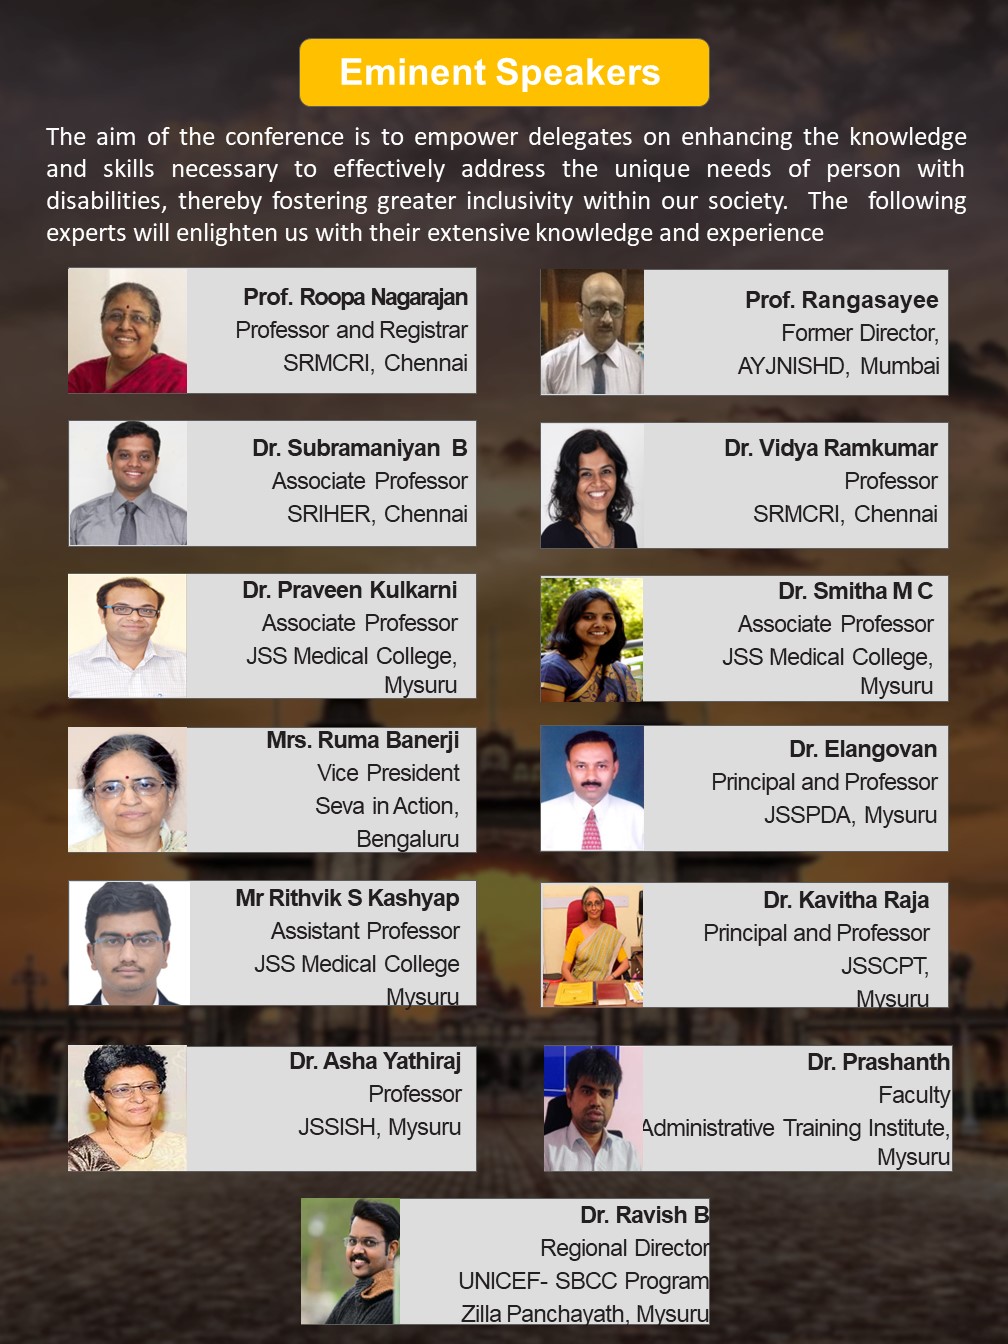 Eminent Speakers
The aim of the conference is to empower delegates on enhancing the knowledge
and skills necessary to effectively address the unique needs of person with
disabilities, thereby fostering greater inclusivity within our society. The following
experts will enlighten us with their extensive knowledge and experience
Prof. Roopa Nagarajan
Professor and Registrar
SRMCRI, Chennai
Prof. Rangasayee
Former Director,
AYJNISHD, Mumbai
Dr. Subramaniyan B
Associate Professor
SRIHER, Chennai
Dr. Vidya Ramkumar
Professor
SRMCRI, Chennai
Dr. Praveen Kulkarni
Associate Professor
JSS Medical College,
Mysuru
Dr. Smitha M C
Associate Professor
JSS Medical College,
Mysuru
Mrs. Ruma Banerji
Vice President
Seva in Action,
Bengaluru
Dr. Elangovan
Principal and Professor
JSSPDA, Mysuru
Mr Rithvik S Kashyap
Assistant Professor
JSS Medical College
Mysuru
Dr. Kavitha Raja
Principal and Professor
JSSCPT,
Mysuru
Dr. Asha Yathiraj
Professor
JSSISH, Mysuru
Dr. Prashanth
Faculty
Administrative Training Institute,
Mysuru
Dr. Ravish B
Regional Director
UNICEF- SBCC Program
Zilla Panchayath, Mysuru